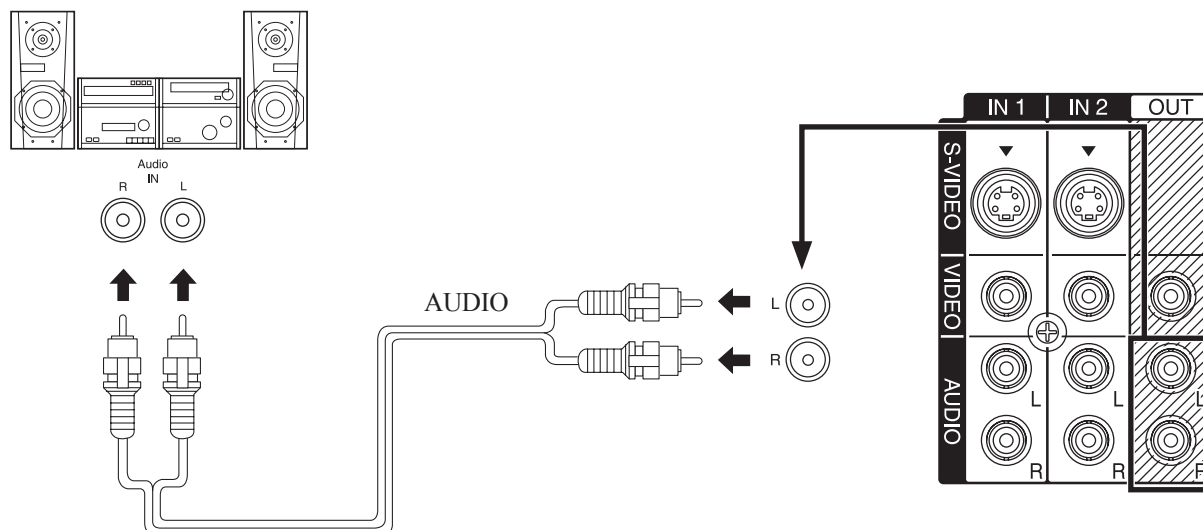 Audio
IN
R L
AUDIO
L
R
IN 1 IN 2 OUT
S-VIDEO
VIDEO
AUDIO
L L L
R R R